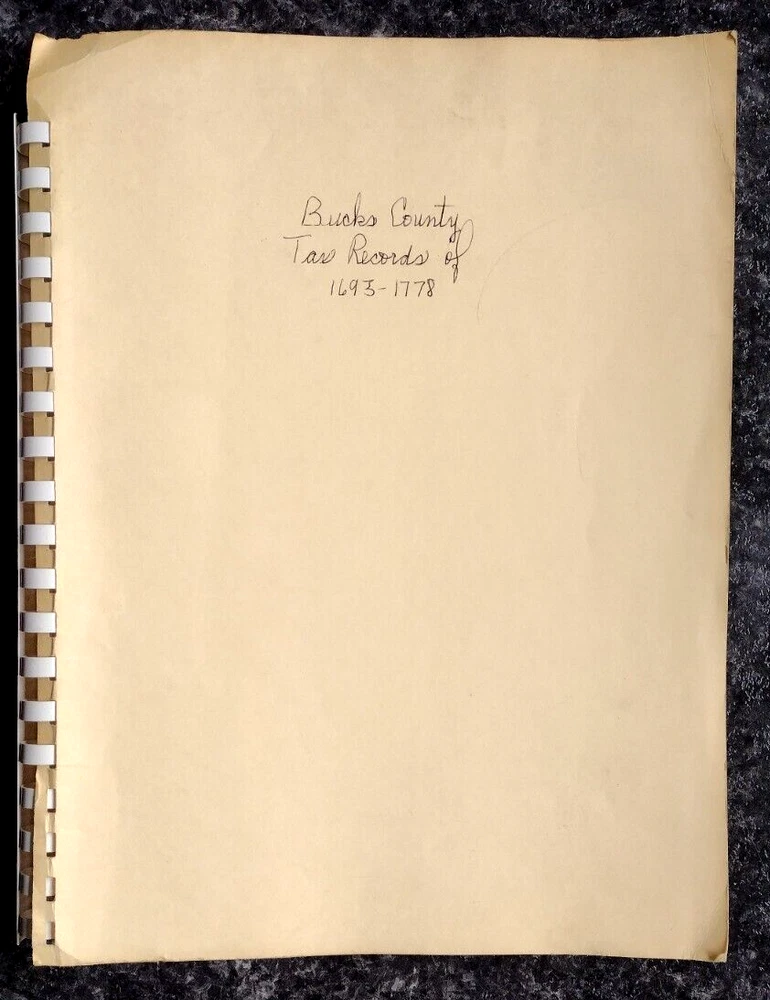 Bucks County
Tax Records of
1693-1778